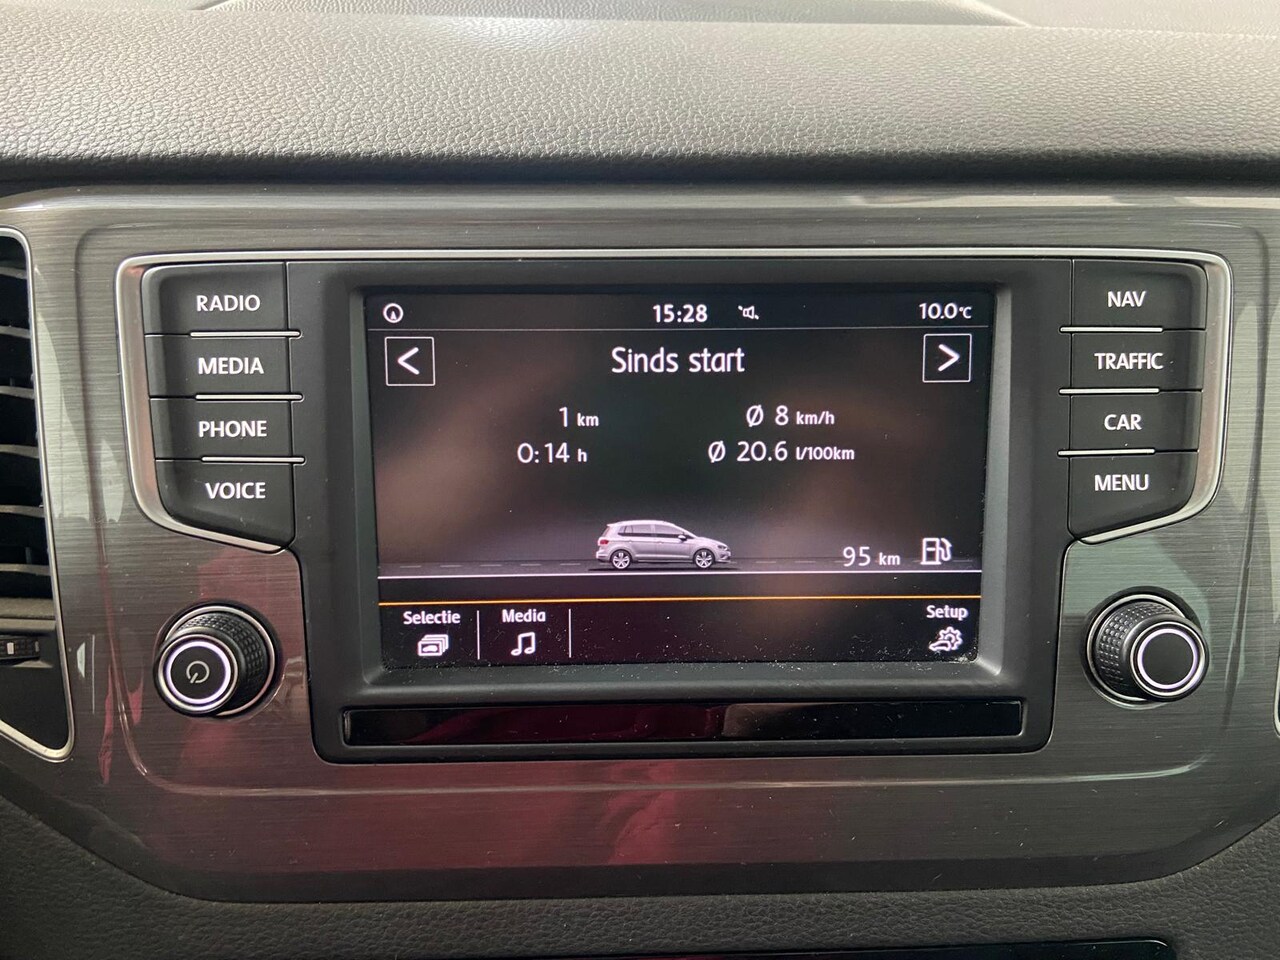 RADIO
MEDIA
PHONE
VOICE
15:28
10.0°C
<
Sinds start
>
1 km
Ø 8 km/h
0:14 h
Ø 20.6 l/100km
95 km
Selectie
Media
Setup
NAV
TRAFFIC
CAR
MENU